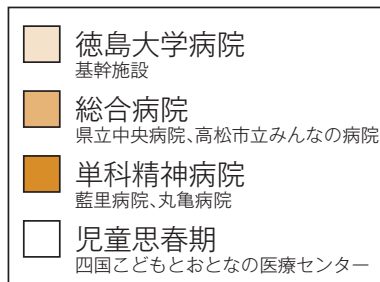 徳島大学病院
基幹施設
総合病院
県立中央病院、高松市立みんなの病院
単科精神病院
藍里病院、丸亀病院
児童思春期
四国こどもとおとなの医療センター